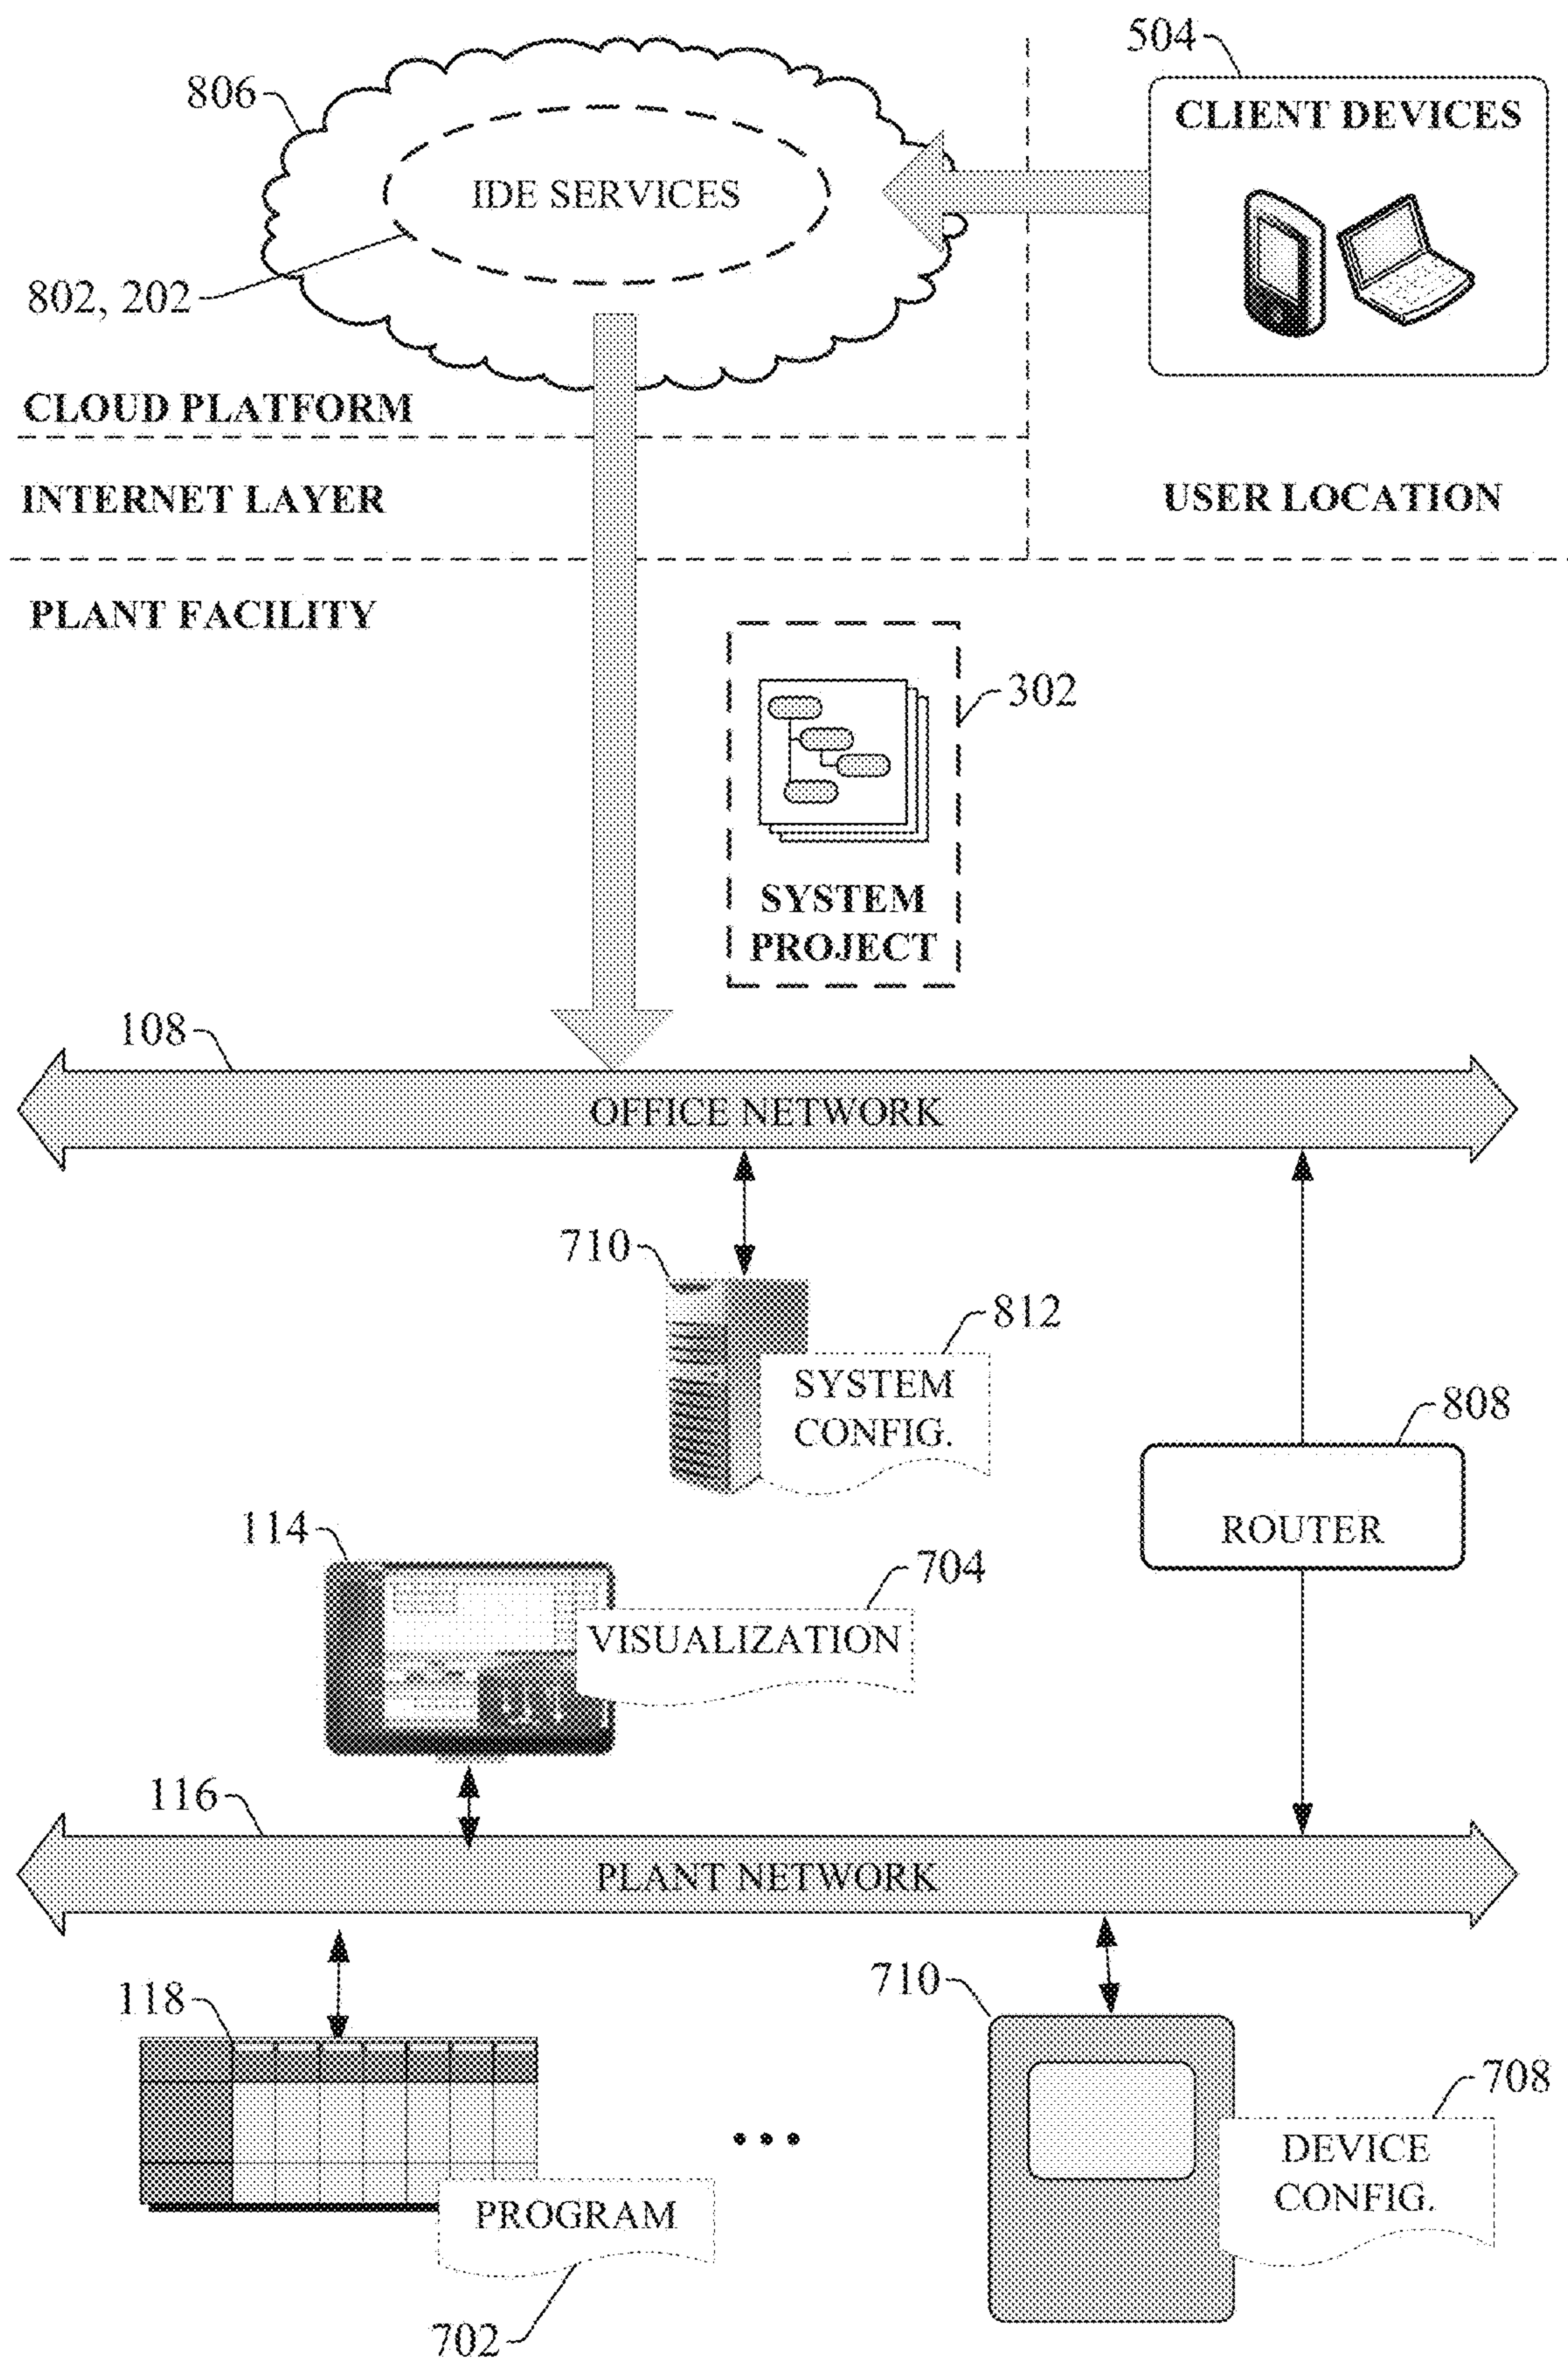 504
806
CLIENT DEVICES
IDE SERVICES
802, 202
CLOUD PLATFORM
INTERNET LAYER
USER LOCATION
PLANT FACILITY
302
SYSTEM
PROJECT
108
OFFICE NETWORK
710
812
SYSTEM
CONFIG.
808
ROUTER
114
704
VISUALIZATION
116
PLANT NETWORK
710
118
708
DEVICE
CONFIG.
PROGRAM
702